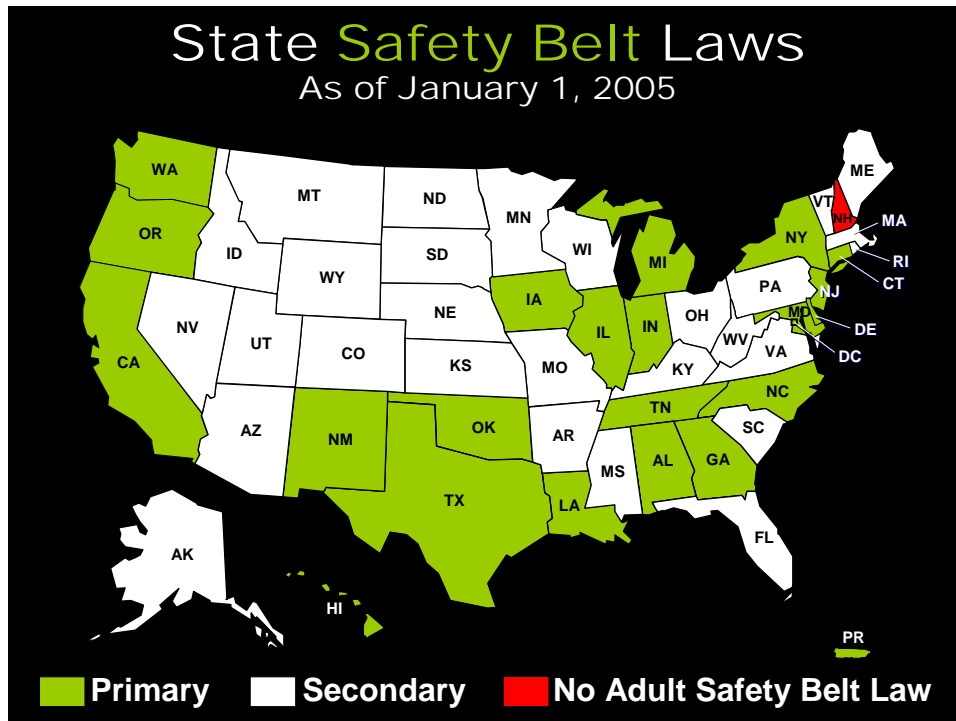 State Safety Belt Laws
As of January 1, 2005
WA
MT
ND
MN
ME
VT
NH
MA
OR
ID
SD
WI
MI
NY
RI
CT
WY
IA
PA
NJ
NV
UT
CO
NE
IL
IN
OH
MD
DE
DC
CA
KS
MO
WV
VA
KY
AZ
NM
OK
AR
TN
NC
SC
TX
LA
MS
AL
GA
FL
AK
HI
PR
Primary
Secondary
No Adult Safety Belt Law